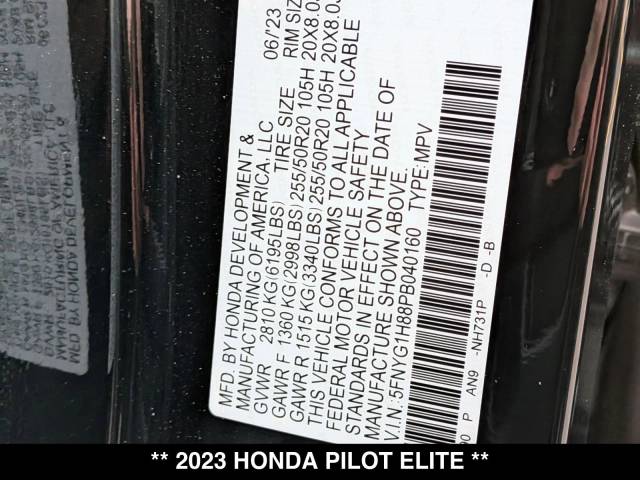 MFD. BY HONDA DEVELOPMENT &
MANUFACTURING OF AMERICA, LLC 06/'23
GVWR 2810 KG(6195LBS) TIRE SIZE RIM SIZE
GAWR F 1360 KG(2998LBS)255/50R20 105H 20X8.0J
GAWR R 1515 KG(3340LBS)255/50R20 105H 20X8.0J
THIS VEHICLE CONFORMS TO ALL APPLICABLE
FEDERAL MOTOR VEHICLE SAFETY
STANDARDS IN EFFECT ON THE DATE OF
MANUFACTURE SHOWN ABOVE.
V.I.N.: 5FNYG1H88PB040160 TYPE:MPV
P AN9 -NH731P -D -B
** 2023 HONDA PILOT ELITE **